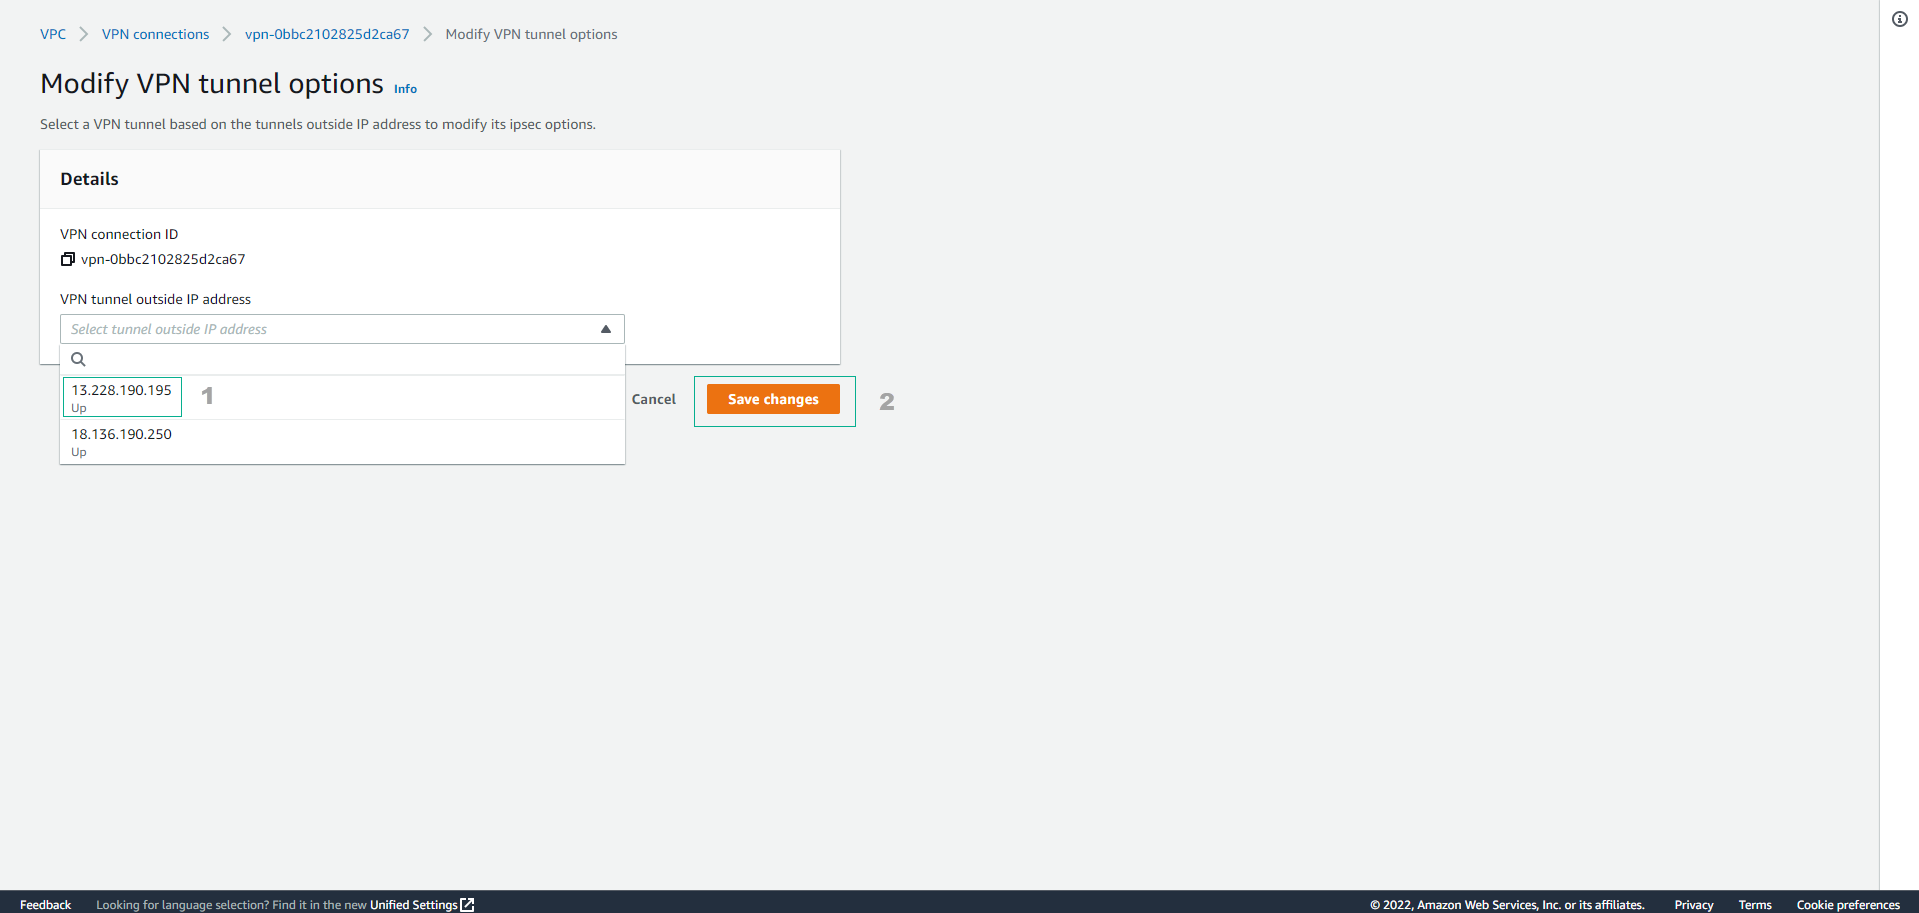 VPC > VPN connections > vpn-0bbc2102825d2ca67 > Modify VPN tunnel options
Modify VPN tunnel options Info
Select a VPN tunnel based on the tunnels outside IP address to modify its ipsec options.
Details
VPN connection ID
vpn-0bbc2102825d2ca67
VPN tunnel outside IP address
Select tunnel outside IP address
13.228.190.195 1
Up
Cancel Save changes 2
18.136.190.250
Up
Feedback Looking for language selection? Find it in the new Unified Settings © 2022, Amazon Web Services, Inc. or its affiliates. Privacy Terms Cookie preferences